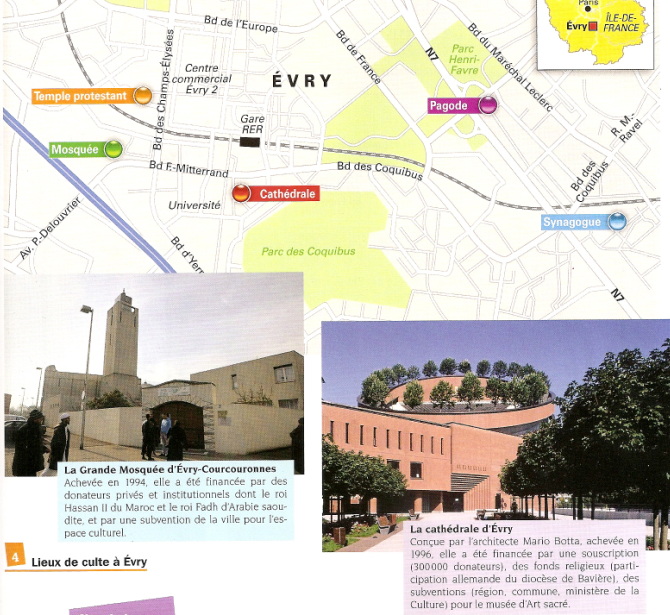 Paris
Évry
ÎLE-DE-
FRANCE
Bd de l'Europe
Bd des Champs-Élysées
Centre
commercial
Évry 2
ÉVRY
Bd de France
N7
Parc
Henri-
Favre
Bd du Maréchal Leclerc
Temple protestant
Pagode
Gare
RER
R. M.-
Ravel
Mosquée
Bd F.-Mitterrand
Bd des Coquibus
Bd des
Coquibus
Cathédrale
Université
Synagogue
Av. P.-Delouvrier
Bd d'Yerr
Parc des Coquibus
N7
La Grande Mosquée d'Évry-Courcouronnes
Achevée en 1994, elle a été financée par des
donateurs privés et institutionnels dont le roi
Hassan II du Maroc et le roi Fadh d'Arabie saou-
dite, et par une subvention de la ville pour l'es-
pace culturel.
La cathédrale d'Évry
Conçue par l'architecte Mario Botta, achevée en
1996, elle a été financée par une souscription
(300000 donateurs), des fonds religieux (parti-
cipation allemande du diocèse de Bavière), des
subventions (région, commune, ministère de la
Culture) pour le musée d'Art sacré.
4 Lieux de culte à Évry